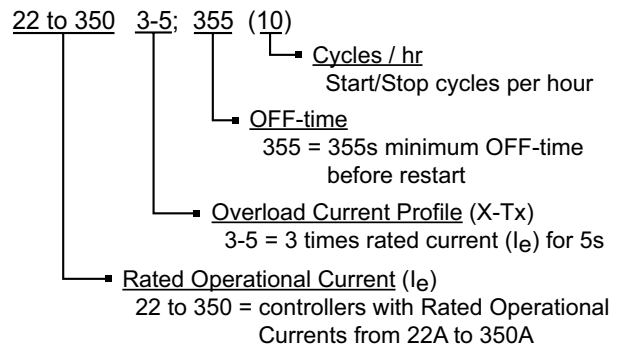 22 to 350 3-5; 355 (10)
Cycles / hr
Start/Stop cycles per hour
OFF-time
355 = 355s minimum OFF-time
before restart
Overload Current Profile (X-Tx)
3-5 = 3 times rated current (Ie) for 5s
Rated Operational Current (Ie)
22 to 350 = controllers with Rated Operational
Currents from 22A to 350A